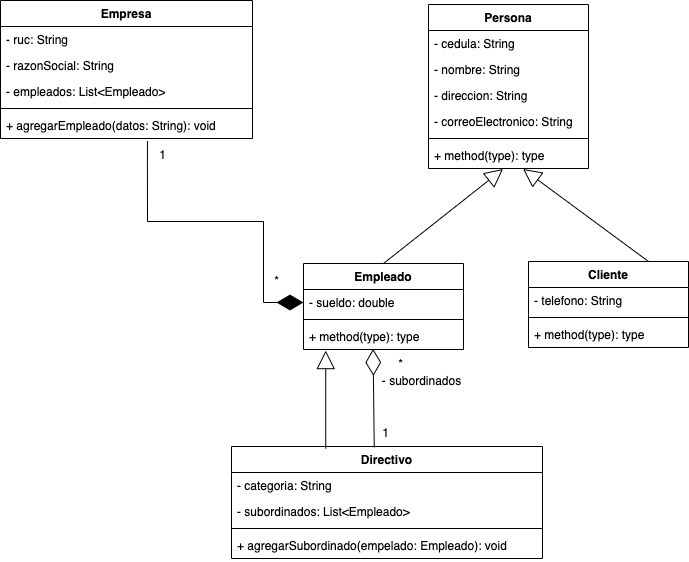 Empresa
- ruc: String
- razonSocial: String
- empleados: List<Empleado>
+ agregarEmpleado(datos: String): void
1
*
Persona
- cedula: String
- nombre: String
- direccion: String
- correoElectronico: String
+ method(type): type
Empleado
- sueldo: double
+ method(type): type
Cliente
- telefono: String
+ method(type): type
*
- subordinados
1
Directivo
- categoria: String
- subordinados: List<Empleado>
+ agregarSubordinado(empelado: Empleado): void